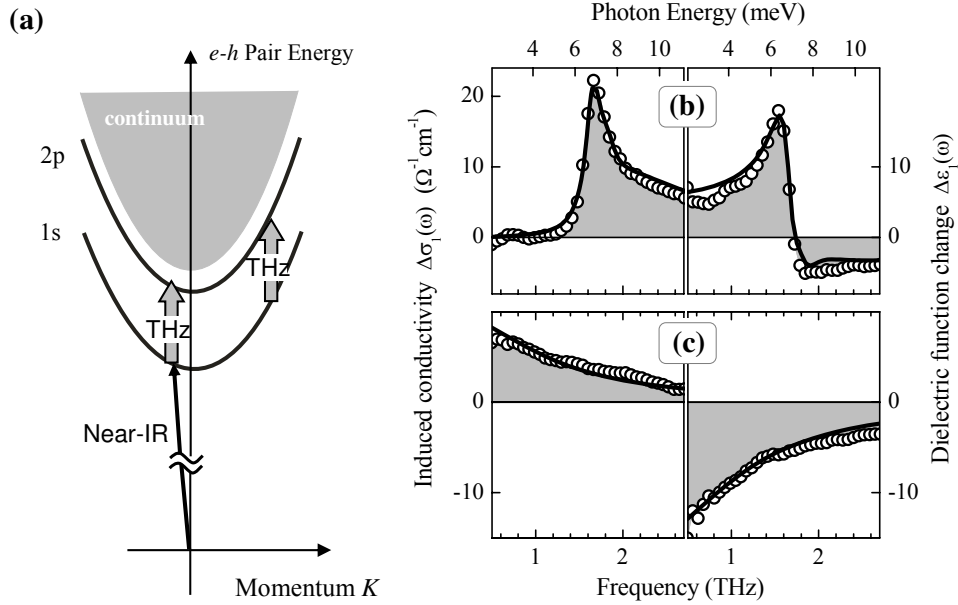 (a)
e-h Pair Energy
continuum
2p
1s
THz
THz
Near-IR
Momentum K
Photon Energy (meV)
4 6 8 10 4 6 8 10
(b)
20
10
0
10
0
(c)
0
-10
0
-10
1 2 1 2
Frequency (THz)
Induced conductivity Δσ₁(ω) (Ω⁻¹cm⁻¹)
Dielectric function change Δε₁(ω)